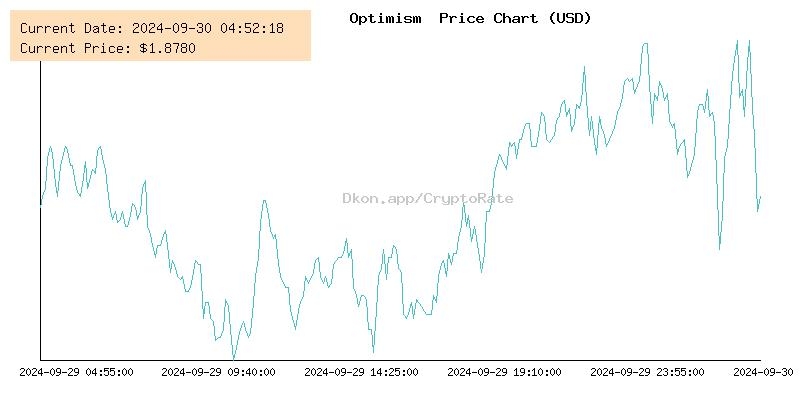 Optimism  Price Chart (USD)
Current Date: 2024-09-30 04:52:18
Current Price: $1.8780
Dkon.app/CryptoRate
2024-09-29 04:55:00 2024-09-29 09:40:00 2024-09-29 14:25:00 2024-09-29 19:10:00 2024-09-29 23:55:00 2024-09-30